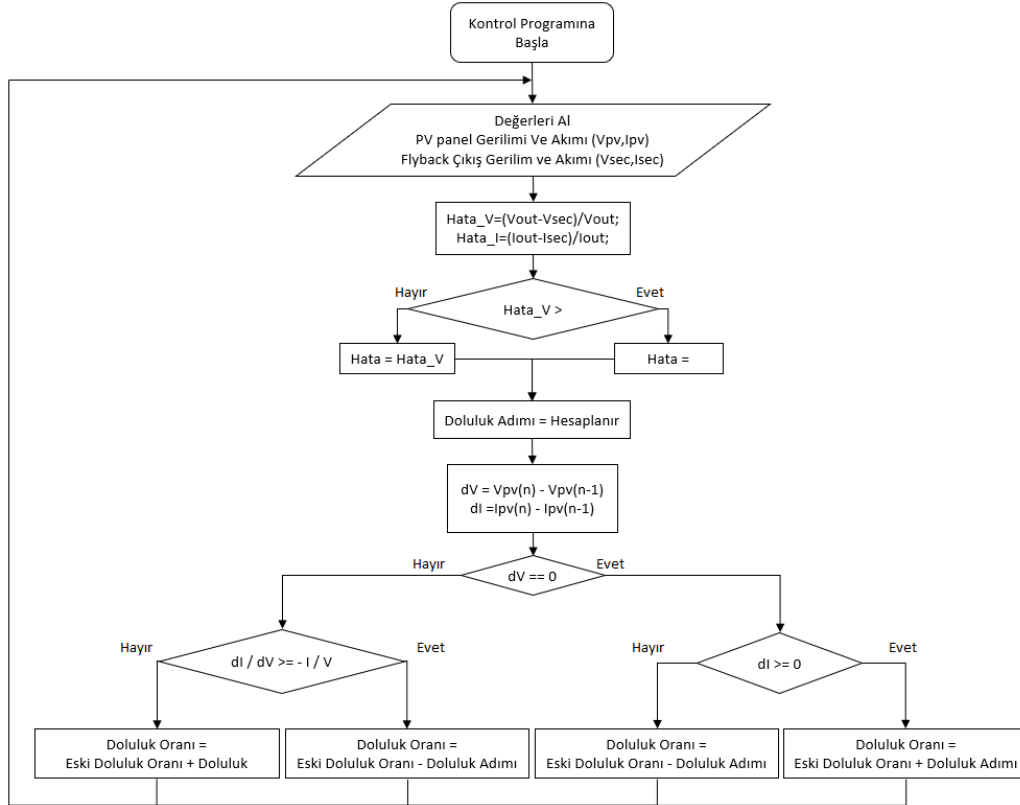 Kontrol Programına
Başla
Değerleri Al
PV panel Gerilimi Ve Akımı (Vpv,Ipv)
Flyback Çıkış Gerilim ve Akımı (Vsec,Isec)
Hata_V=(Vout-Vsec)/Vout;
Hata_I=(Iout-Isec)/Iout;
Hayır
Evet
Hata_V >
Hata = Hata_V
Hata =
Doluluk Adımı = Hesaplanır
dV = Vpv(n) - Vpv(n-1)
dI =Ipv(n) - Ipv(n-1)
Hayır
Evet
dV == 0
Hayır
Evet
dI / dV >= - I / V
Hayır
Evet
dI >= 0
Doluluk Oranı =
Eski Doluluk Oranı + Doluluk
Doluluk Oranı =
Eski Doluluk Oranı - Doluluk Adımı
Doluluk Oranı =
Eski Doluluk Oranı - Doluluk Adımı
Doluluk Oranı =
Eski Doluluk Oranı + Doluluk Adımı